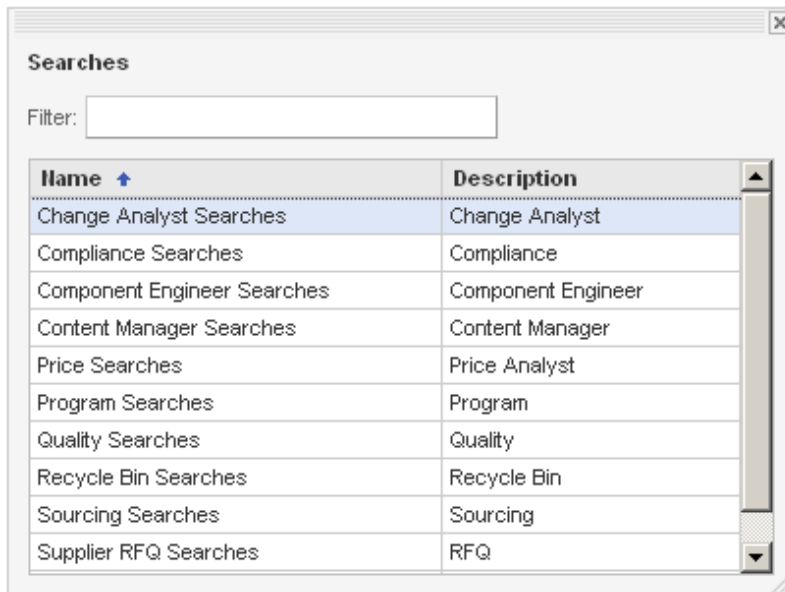 Searches
Filter:
Name Description
Change Analyst Searches Change Analyst
Compliance Searches Compliance
Component Engineer Searches Component Engineer
Content Manager Searches Content Manager
Price Searches Price Analyst
Program Searches Program
Quality Searches Quality
Recycle Bin Searches Recycle Bin
Sourcing Searches Sourcing
Supplier RFQ Searches RFQ